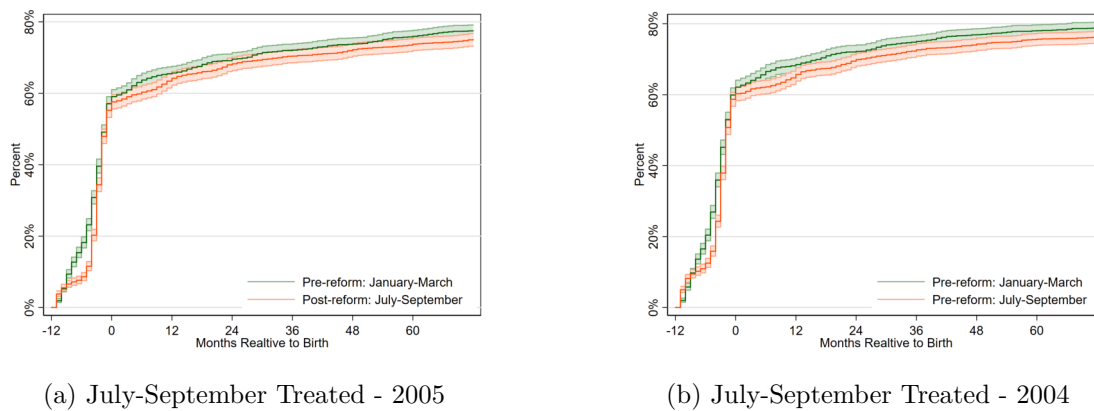 80%
60%
40%
20%
0%
Percent
Pre-reform: January-March
Post-reform: July-September
-12 0 12 24 36 48 60
Months Realtive to Birth
(a) July-September Treated - 2005
80%
60%
40%
20%
0%
Percent
Pre-reform: January-March
Pre-reform: July-September
-12 0 12 24 36 48 60
Months Realtive to Birth
(b) July-September Treated - 2004